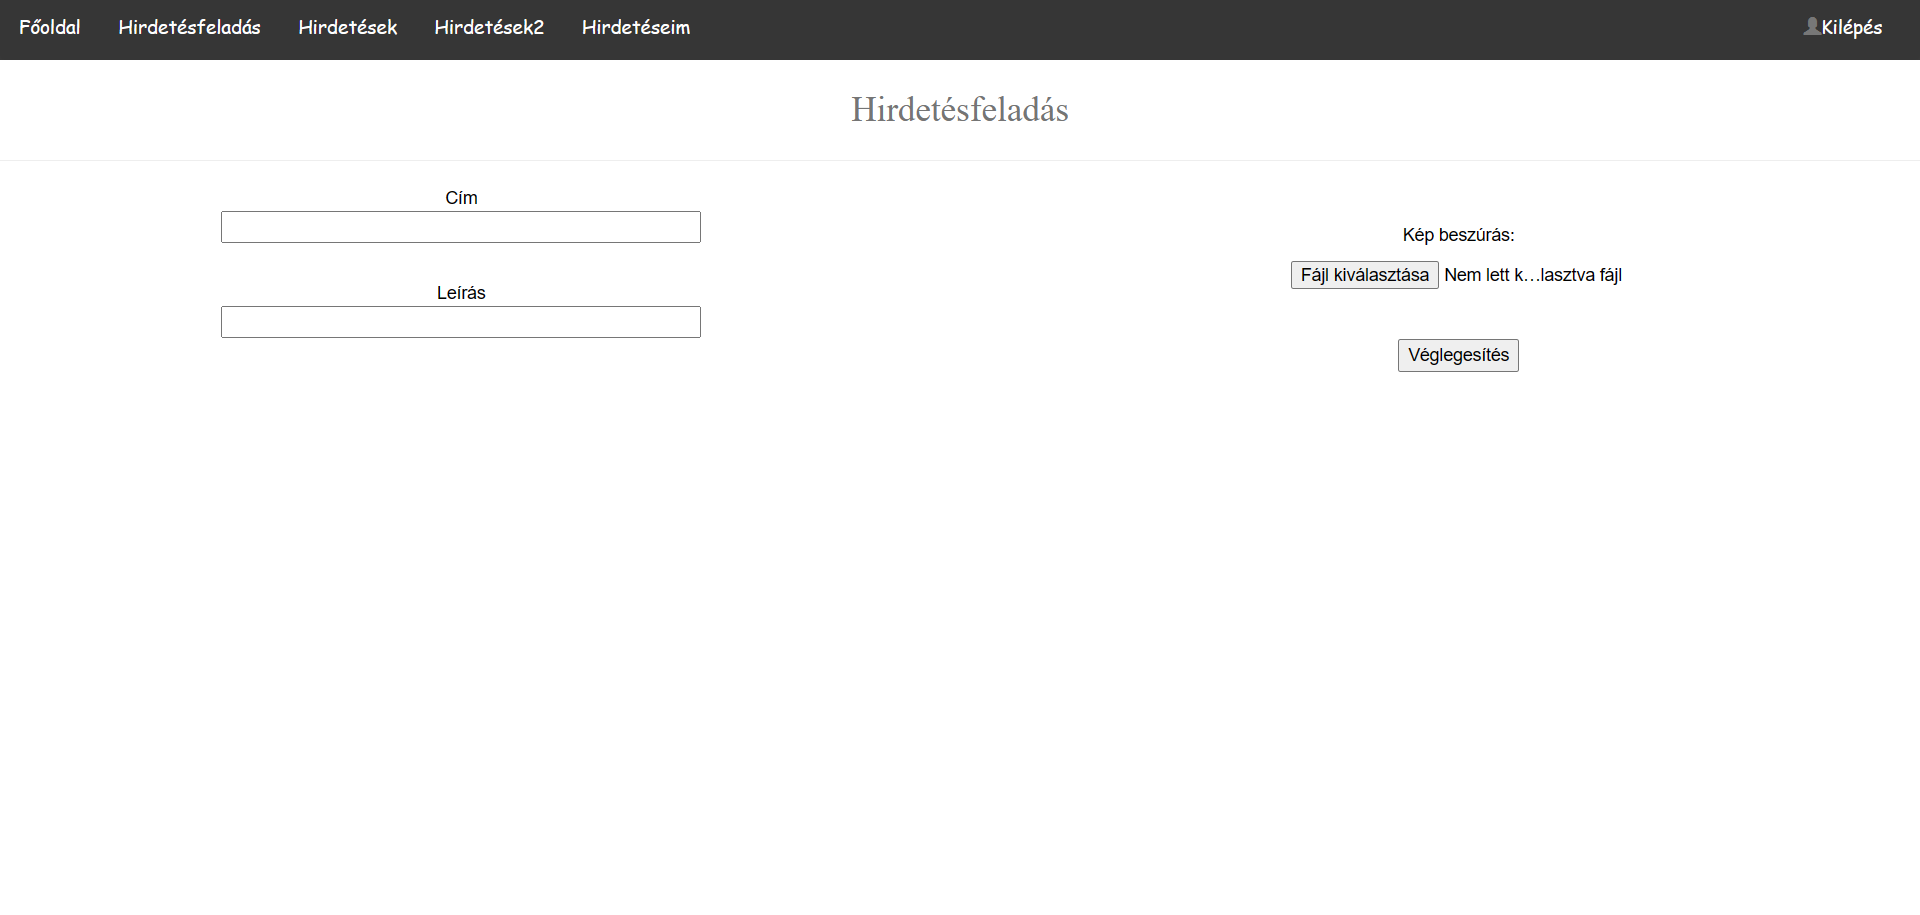 Főoldal Hirdetésfeladás Hirdetések Hirdetések2 Hirdetéseim Kilépés
Hirdetésfeladás
Cím
Leírás
Kép beszúrás:
Fájl kiválasztása Nem lett k…lasztva fájl
Véglegesítés